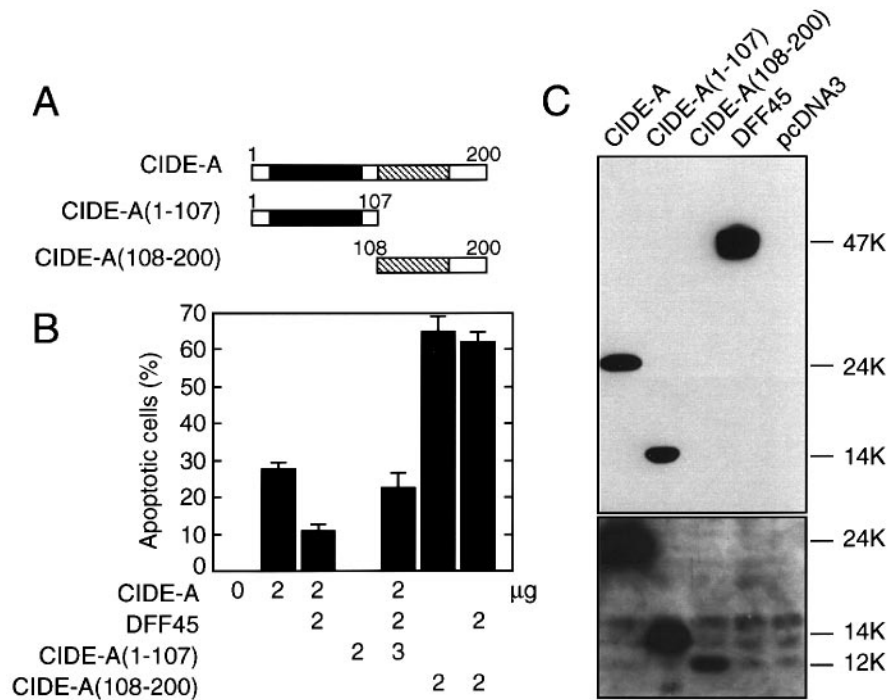 A
CIDE-A
1 200
CIDE-A(1-107)
1 107
CIDE-A(108-200)
108 200
B
Apoptotic cells (%)
70
60
50
40
30
20
10
0
CIDE-A 0 2 2 2 µg
DFF45 2 2 2
CIDE-A(1-107) 2 3
CIDE-A(108-200) 2 2
C
CIDE-A
CIDE-A(1-107)
CIDE-A(108-200)
DFF45
pcDNA3
47K
24K
14K
24K
14K
12K